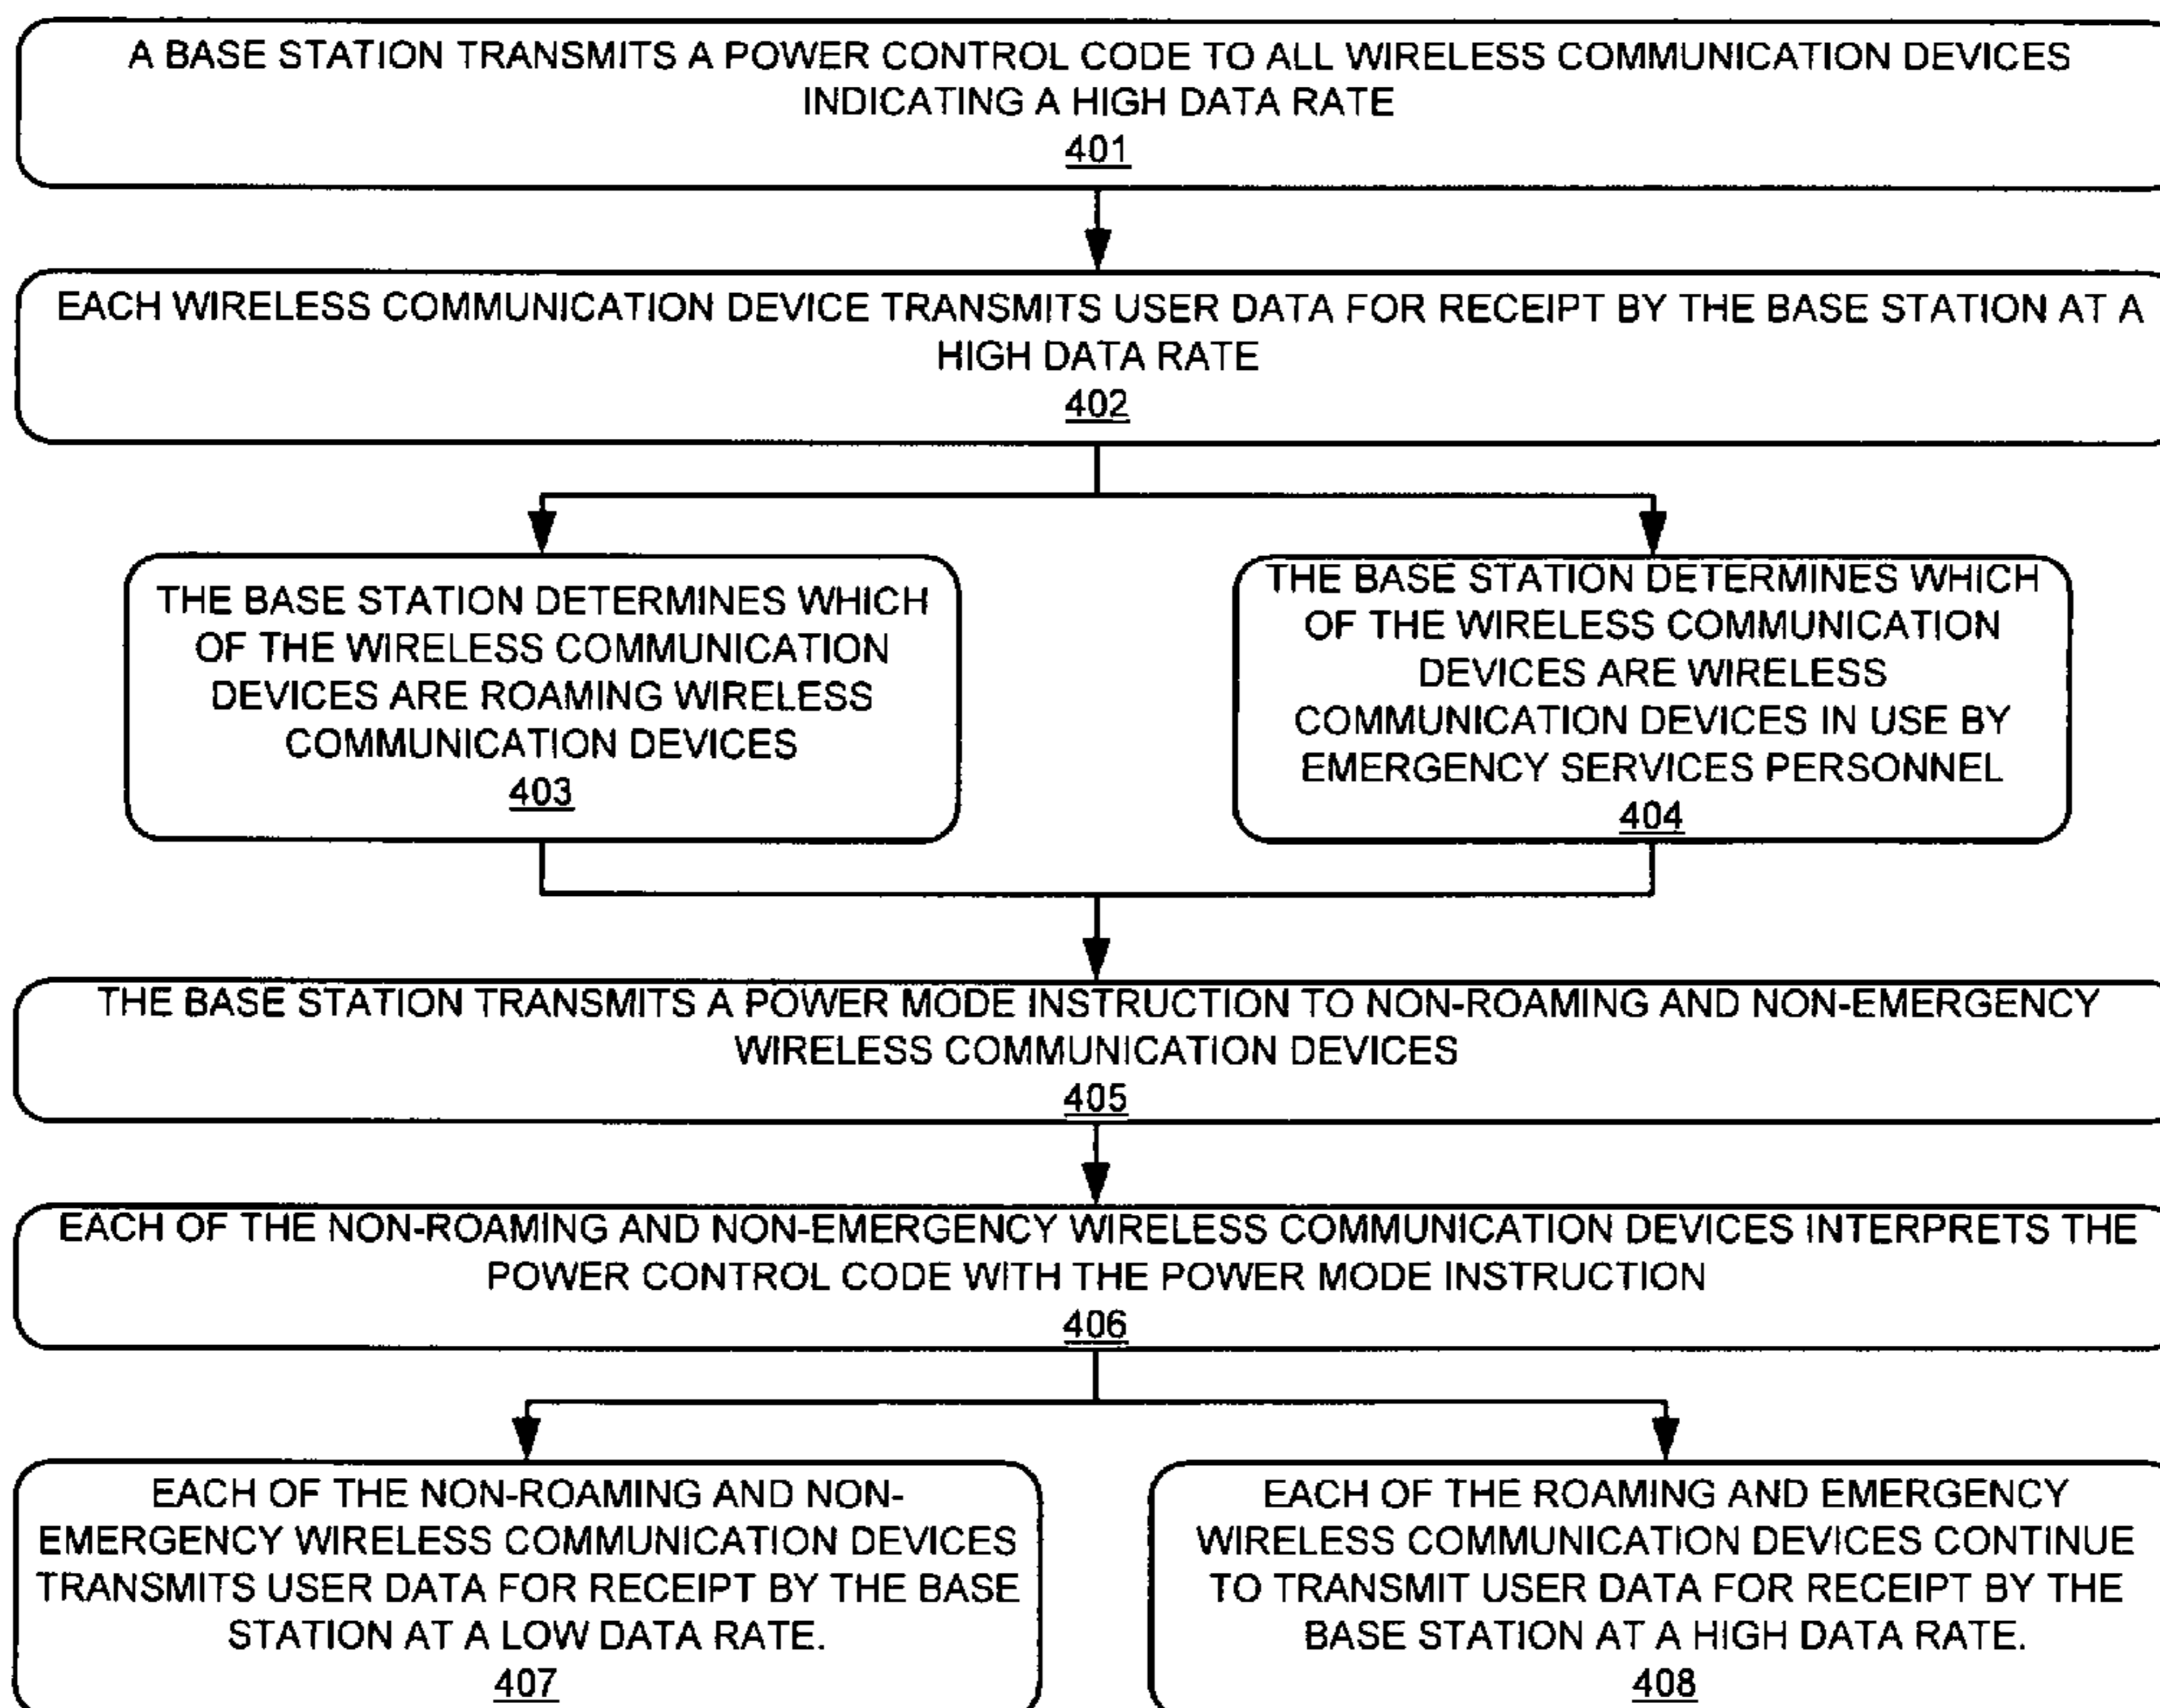 A BASE STATION TRANSMITS A POWER CONTROL CODE TO ALL WIRELESS COMMUNICATION DEVICES
INDICATING A HIGH DATA RATE
401
EACH WIRELESS COMMUNICATION DEVICE TRANSMITS USER DATA FOR RECEIPT BY THE BASE STATION AT A
HIGH DATA RATE
402
THE BASE STATION DETERMINES WHICH
OF THE WIRELESS COMMUNICATION
DEVICES ARE ROAMING WIRELESS
COMMUNICATION DEVICES
403
THE BASE STATION DETERMINES WHICH
OF THE WIRELESS COMMUNICATION
DEVICES ARE WIRELESS
COMMUNICATION DEVICES IN USE BY
EMERGENCY SERVICES PERSONNEL
404
THE BASE STATION TRANSMITS A POWER MODE INSTRUCTION TO NON-ROAMING AND NON-EMERGENCY
WIRELESS COMMUNICATION DEVICES
405
EACH OF THE NON-ROAMING AND NON-EMERGENCY WIRELESS COMMUNICATION DEVICES INTERPRETS THE
POWER CONTROL CODE WITH THE POWER MODE INSTRUCTION
406
EACH OF THE NON-ROAMING AND NON-
EMERGENCY WIRELESS COMMUNICATION DEVICES
TRANSMITS USER DATA FOR RECEIPT BY THE BASE
STATION AT A LOW DATA RATE.
407
EACH OF THE ROAMING AND EMERGENCY
WIRELESS COMMUNICATION DEVICES CONTINUE
TO TRANSMIT USER DATA FOR RECEIPT BY THE
BASE STATION AT A HIGH DATA RATE.
408